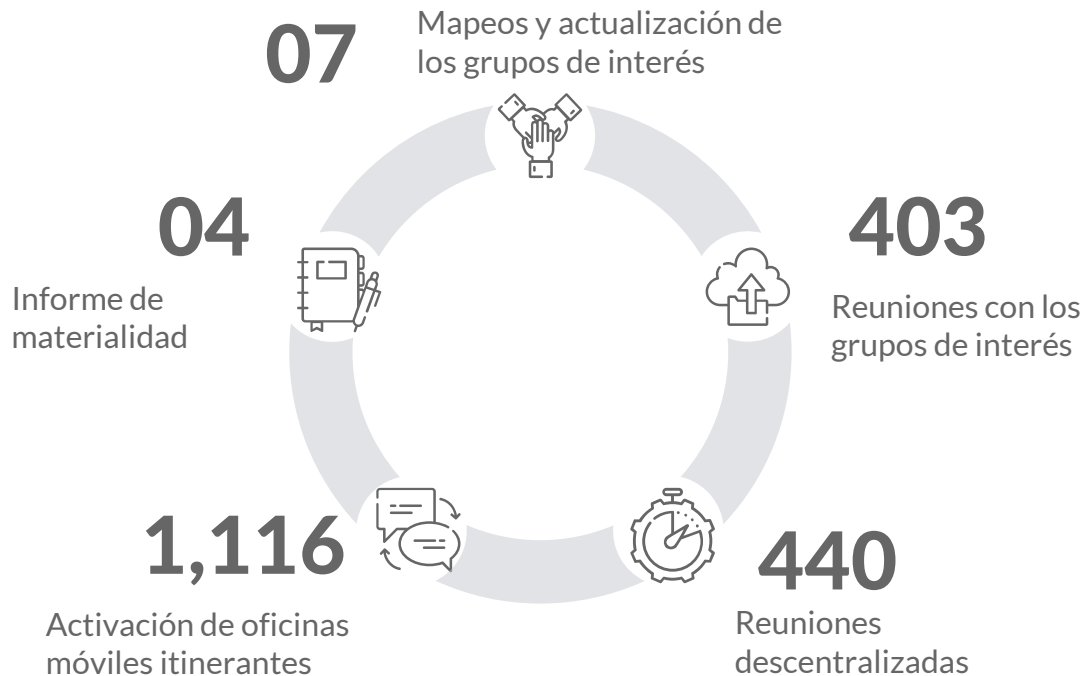 07
Mapeos y actualización de
los grupos de interés
403
Reuniones con los
grupos de interés
440
Reuniones
descentralizadas
1,116
Activación de oficinas
móviles itinerantes
04
Informe de
materialidad